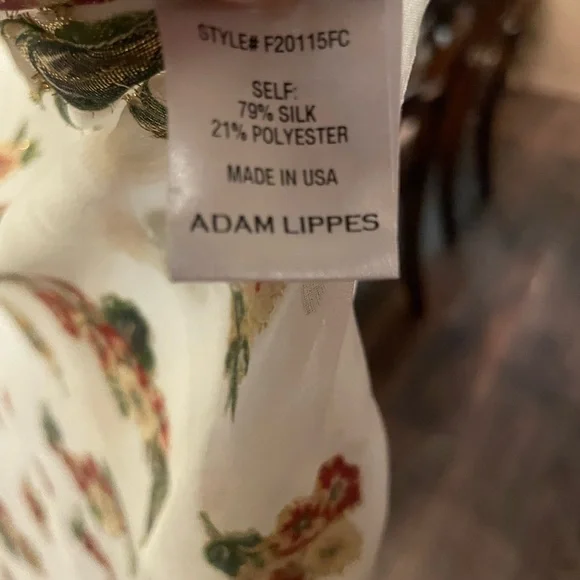 STYLE# F20115FC
SELF:
79% SILK
21% POLYESTER
MADE IN USA
ADAM LIPPES